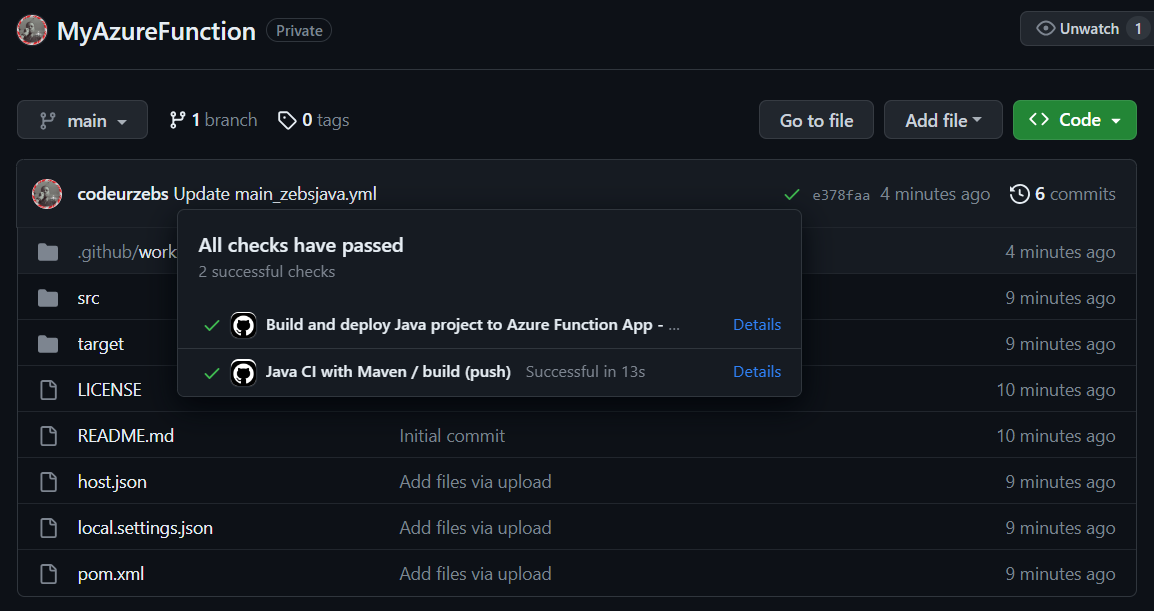 MyAzureFunction Private Unwatch 1
main 1 branch 0 tags Go to file Add file <> Code
codeurzebs Update main_zebsjava.yml e378faa 4 minutes ago 6 commits
All checks have passed
2 successful checks
.github/work 4 minutes ago
src 9 minutes ago
Build and deploy Java project to Azure Function App - ... Details
target 9 minutes ago
Java CI with Maven / build (push) Successful in 13s Details
LICENSE 10 minutes ago
README.md Initial commit 10 minutes ago
host.json Add files via upload 9 minutes ago
local.settings.json Add files via upload 9 minutes ago
pom.xml Add files via upload 9 minutes ago